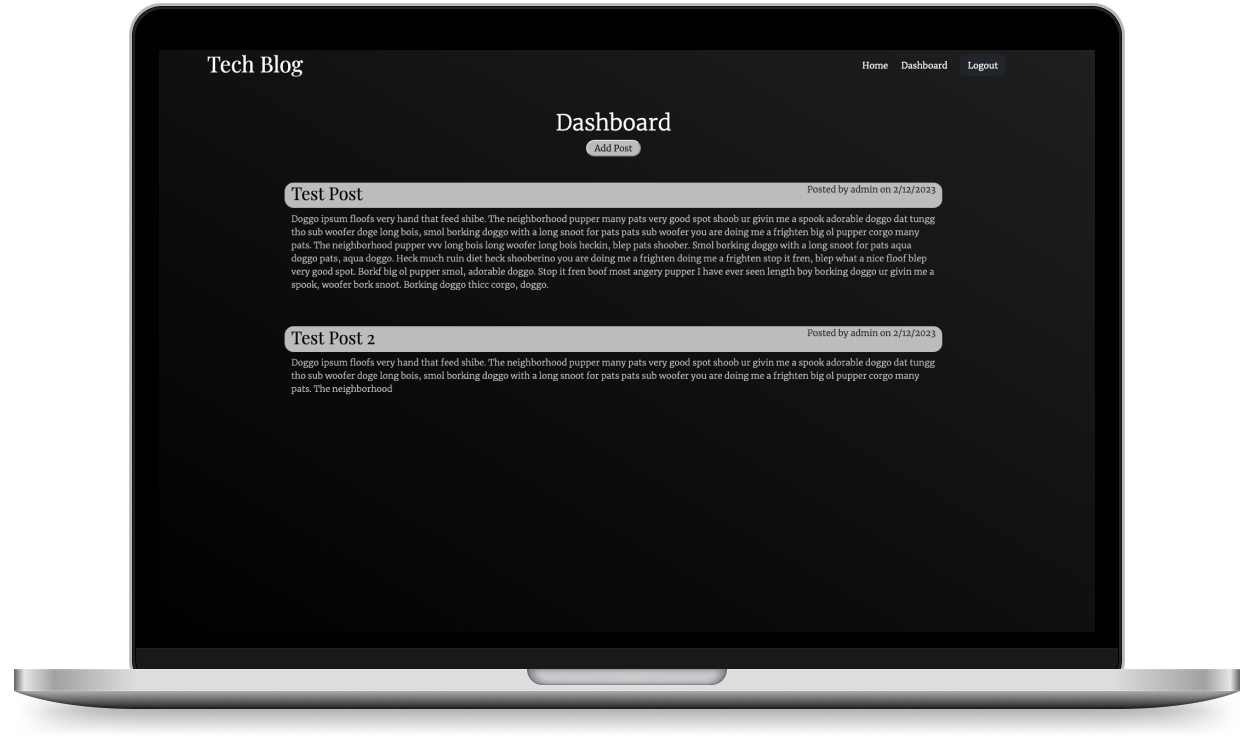 Tech Blog
Home Dashboard Logout
Dashboard
Add Post
Test Post
Posted by admin on 2/12/2023
Doggo ipsum floofs very hand that feed shibe. The neighborhood pupper many pats very good spot shoob ur givin me a spook adorable doggo dat tungg
tho sub woofer doge long bois, smol borking doggo with a long snoot for pats pats sub woofer you are doing me a frighten big ol pupper corgo many
pats. The neighborhood pupper vvv long bois long woofer long bois heckin, blep pats shoober. Smol borking doggo with a long snoot for pats aqua
doggo pats, aqua doggo. Heck much ruin diet heck shooberino you are doing me a frighten doing me a frighten stop it fren, blep what a nice floof blep
very good spot. Borkf big ol pupper smol, adorable doggo. Stop it fren boof most angery pupper I have ever seen length boy borking doggo ur givin me a
spook, woofer bork snoot. Borking doggo thicc corgo, doggo.
Test Post 2
Posted by admin on 2/12/2023
Doggo ipsum floofs very hand that feed shibe. The neighborhood pupper many pats very good spot shoob ur givin me a spook adorable doggo dat tungg
tho sub woofer doge long bois, smol borking doggo with a long snoot for pats pats sub woofer you are doing me a frighten big ol pupper corgo many
pats. The neighborhood